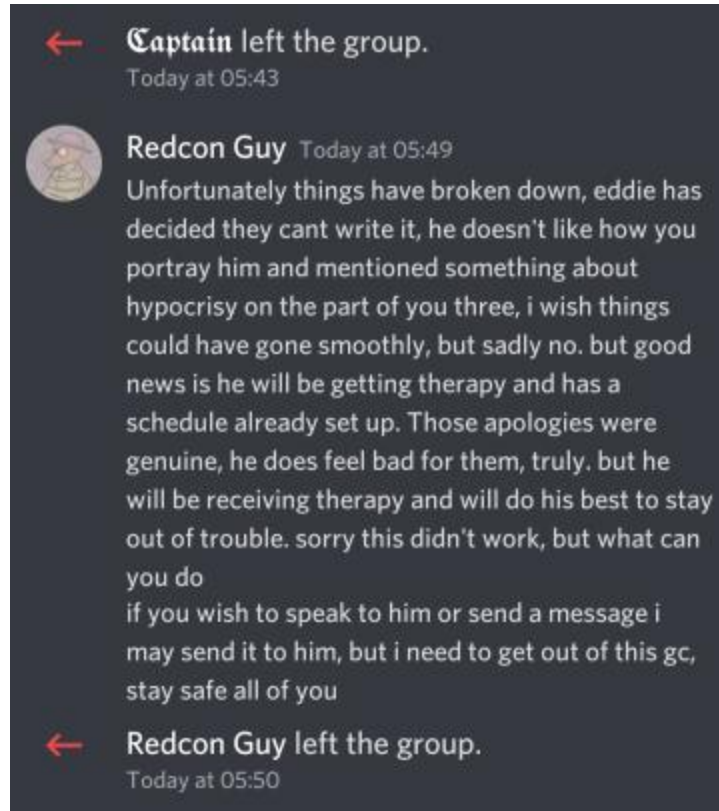 𝕮𝖆𝖕𝖙𝖆𝖎𝖓 left the group.
Today at 05:43
Redcon Guy Today at 05:49
Unfortunately things have broken down, eddie has
decided they cant write it, he doesn't like how you
portray him and mentioned something about
hypocrisy on the part of you three, i wish things
could have gone smoothly, but sadly no. but good
news is he will be getting therapy and has a
schedule already set up. Those apologies were
genuine, he does feel bad for them, truly. but he
will be receiving therapy and will do his best to stay
out of trouble. sorry this didn't work, but what can
you do
if you wish to speak to him or send a message i
may send it to him, but i need to get out of this gc,
stay safe all of you
Redcon Guy left the group.
Today at 05:50